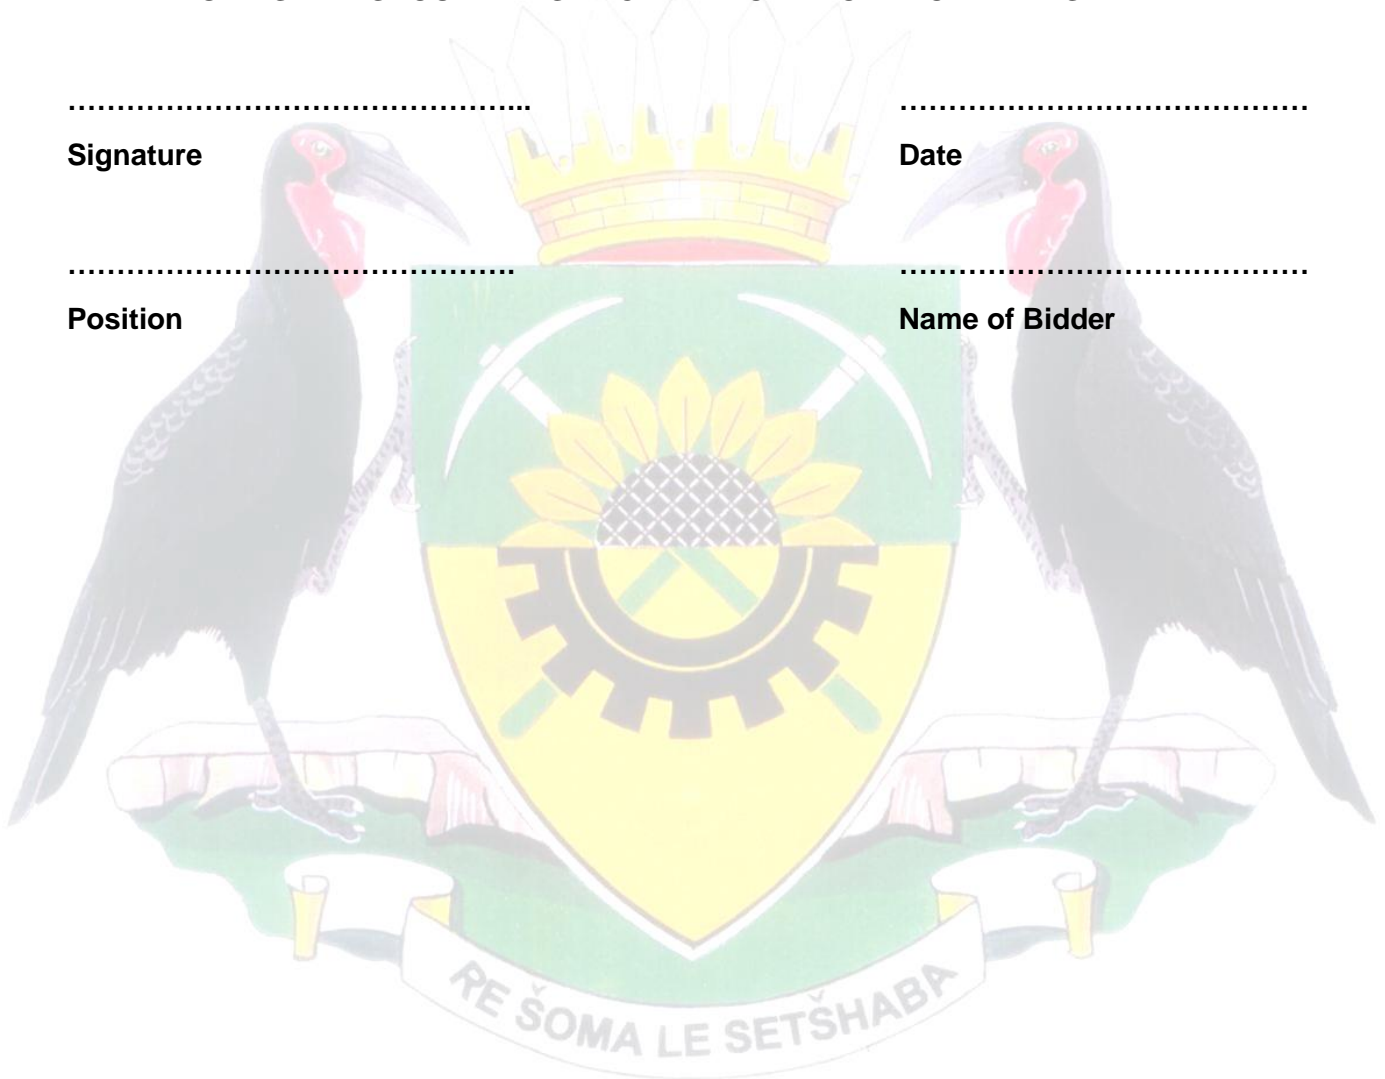 …………………………………………... ………………………………………
Signature Date
………………………………………….. ………………………………………
Position Name of Bidder
RE ŠOMA LE SETŠHABA